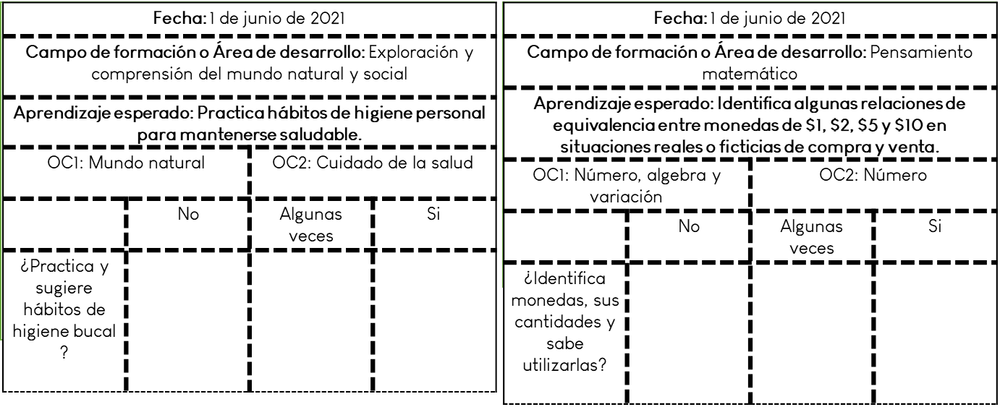 Fecha: 1 de junio de 2021
Campo de formación o Área de desarrollo: Exploración y
comprensión del mundo natural y social
Aprendizaje esperado: Practica hábitos de higiene personal
para mantenerse saludable.
OC1: Mundo natural
OC2: Cuidado de la salud
No
Algunas
veces
Si
¿Practica y
sugiere
hábitos de
higiene bucal
?
Fecha: 1 de junio de 2021
Campo de formación o Área de desarrollo: Pensamiento
matemático
Aprendizaje esperado: Identifica algunas relaciones de
equivalencia entre monedas de $1, $2, $5 y $10 en
situaciones reales o ficticias de compra y venta.
OC1: Número, algebra y
variación
OC2: Número
No
Algunas
veces
Si
¿Identifica
monedas, sus
cantidades y
sabe
utilizarlas?